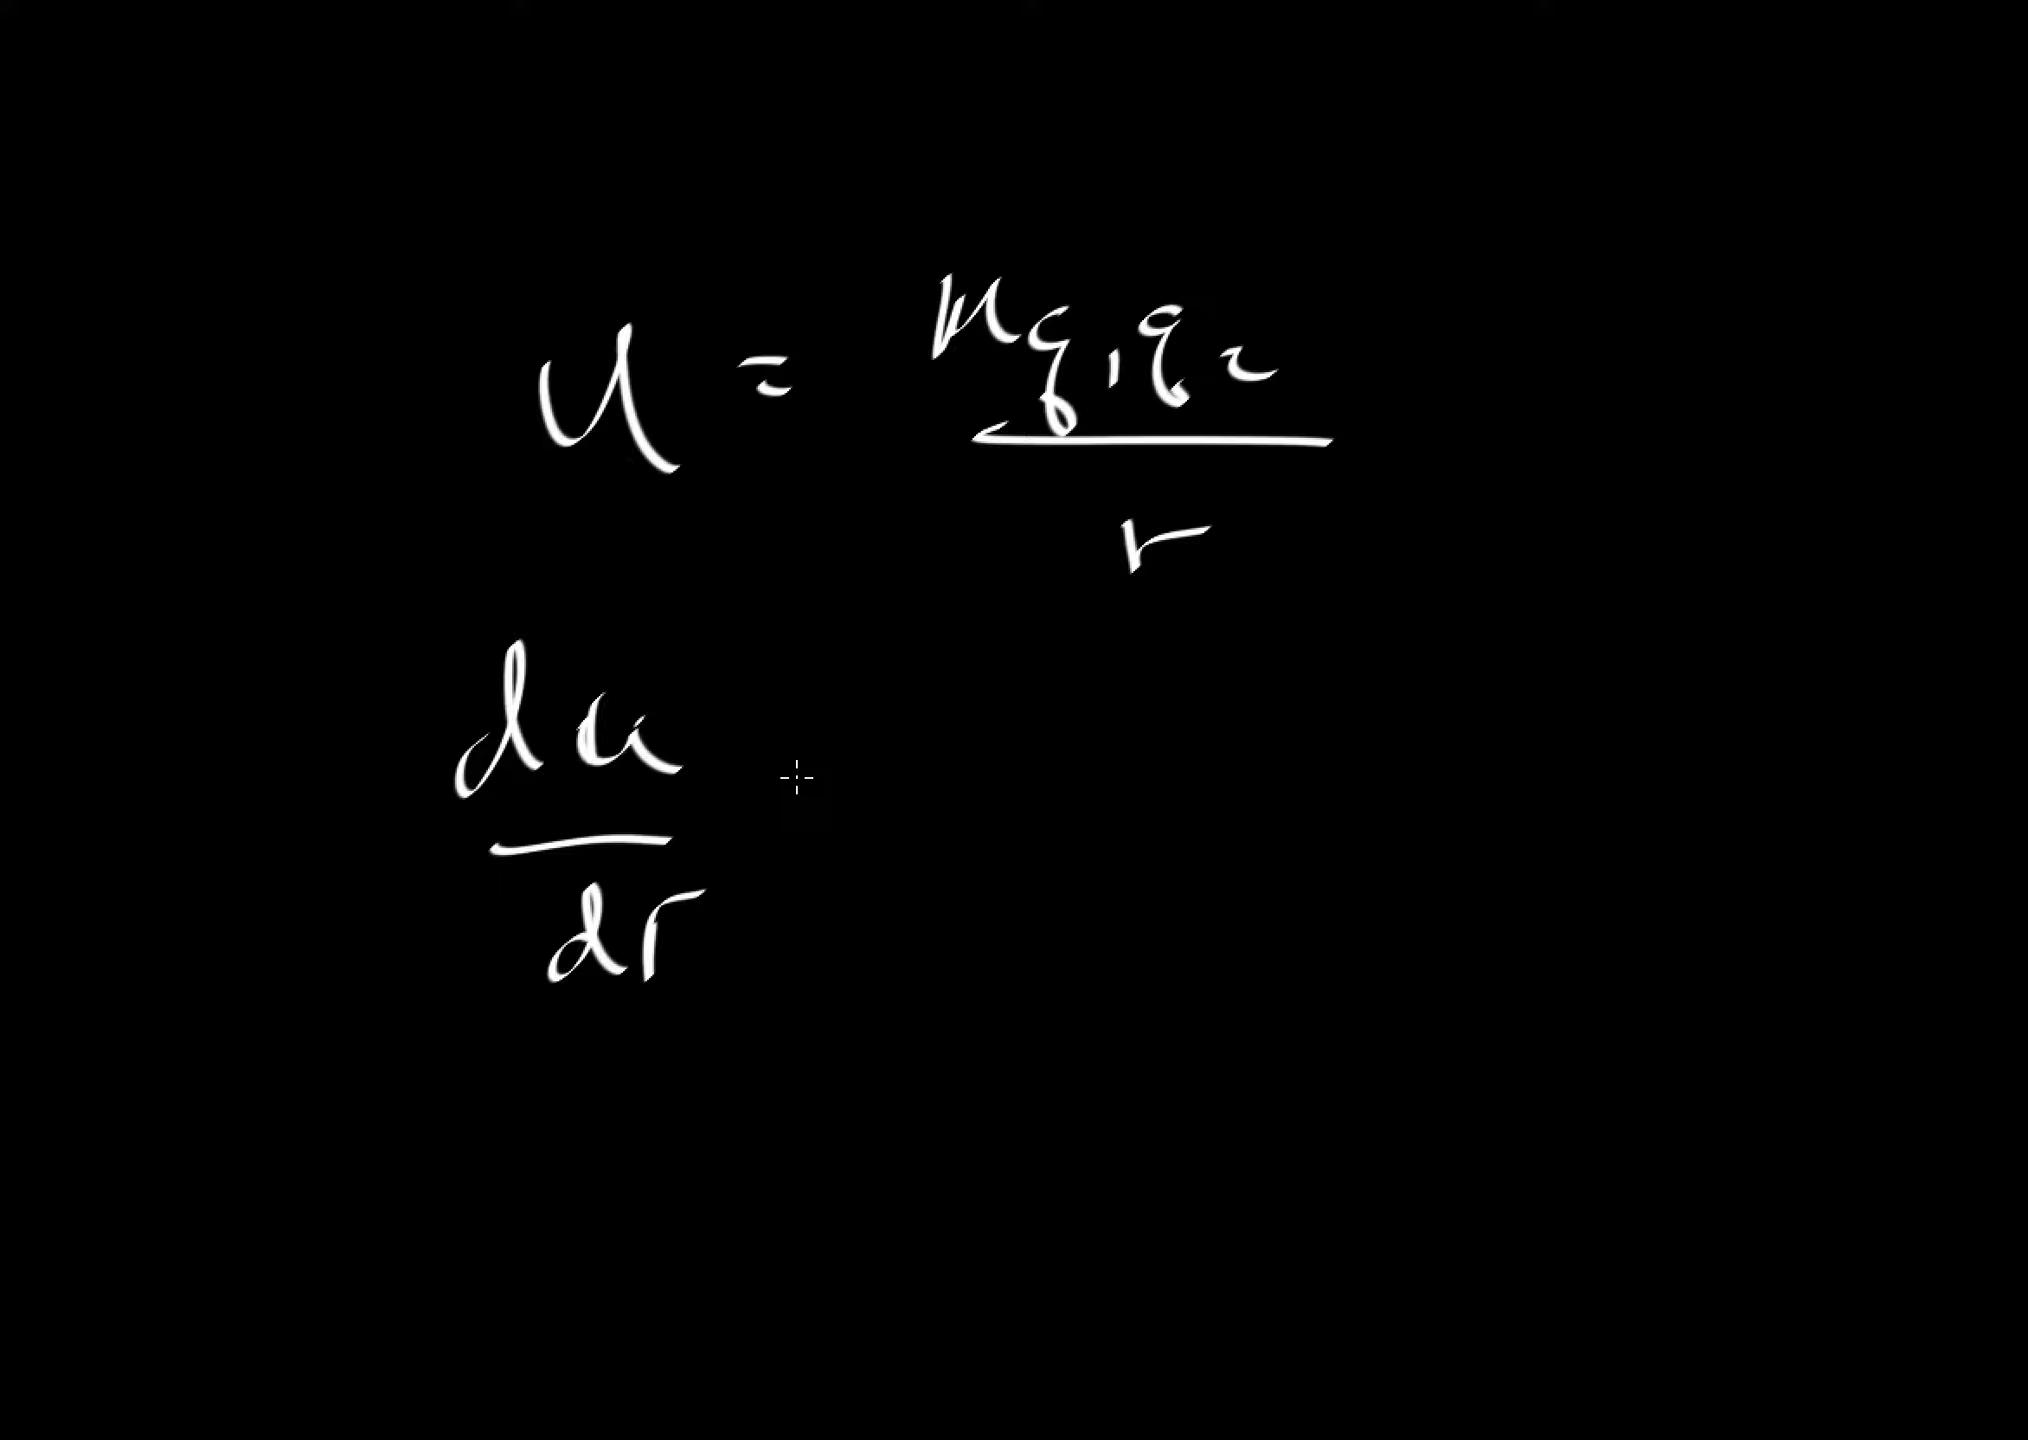 U = kq₁q₂ / r
du / dr